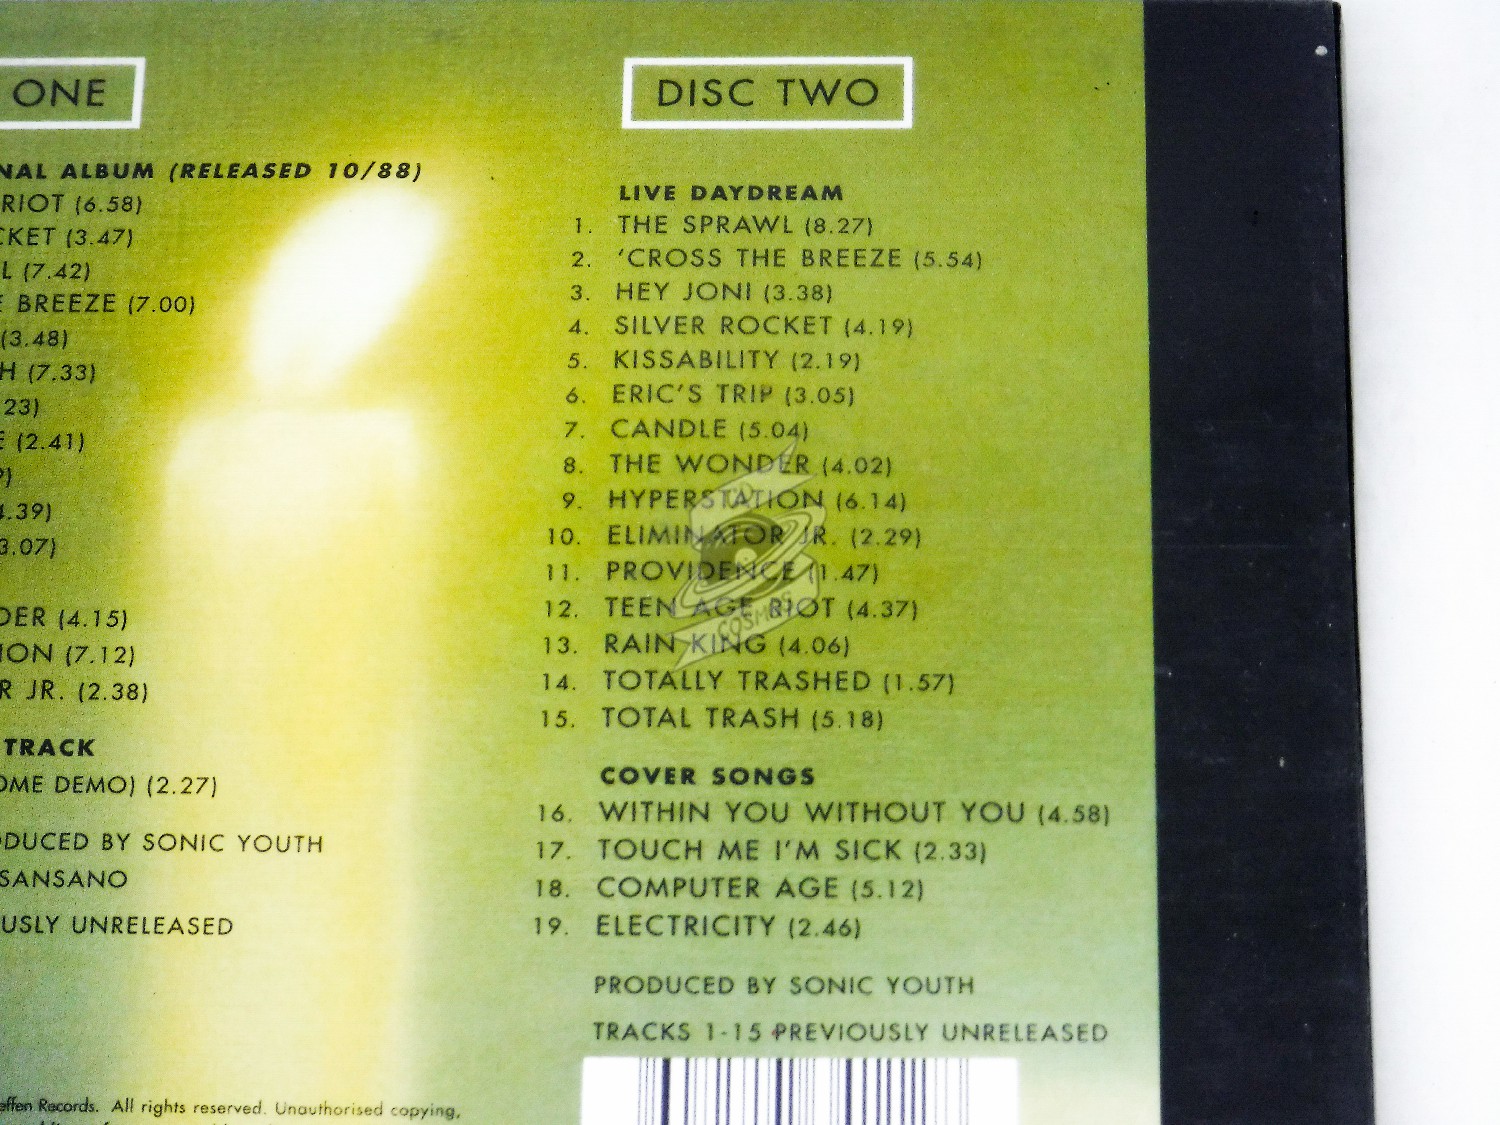 ONE
NAL ALBUM (RELEASED 10/88)
RIOT (6.58)
CKET (3.47)
L (7.42)
E BREEZE (7.00)
(3.48)
H (7.33)
23)
E (2.41)
)
4.39)
3.07)
DER (4.15)
ION (7.12)
R JR. (2.38)
TRACK
OME DEMO) (2.27)
DUCED BY SONIC YOUTH
SANSANO
USLY UNRELEASED
effen Records. All rights reserved. Unauthorised copying,
DISC TWO
LIVE DAYDREAM
1. THE SPRAWL (8.27)
2. 'CROSS THE BREEZE (5.54)
3. HEY JONI (3.38)
4. SILVER ROCKET (4.19)
5. KISSABILITY (2.19)
6. ERIC'S TRIP (3.05)
7. CANDLE (5.04)
8. THE WONDER (4.02)
9. HYPERSTATION (6.14)
10. ELIMINATOR JR. (2.29)
11. PROVIDENCE (1.47)
12. TEEN AGE RIOT (4.37)
13. RAIN KING (4.06)
14. TOTALLY TRASHED (1.57)
15. TOTAL TRASH (5.18)
COVER SONGS
16. WITHIN YOU WITHOUT YOU (4.58)
17. TOUCH ME I'M SICK (2.33)
18. COMPUTER AGE (5.12)
19. ELECTRICITY (2.46)
PRODUCED BY SONIC YOUTH
TRACKS 1-15 PREVIOUSLY UNRELEASED
CD
COSMOS